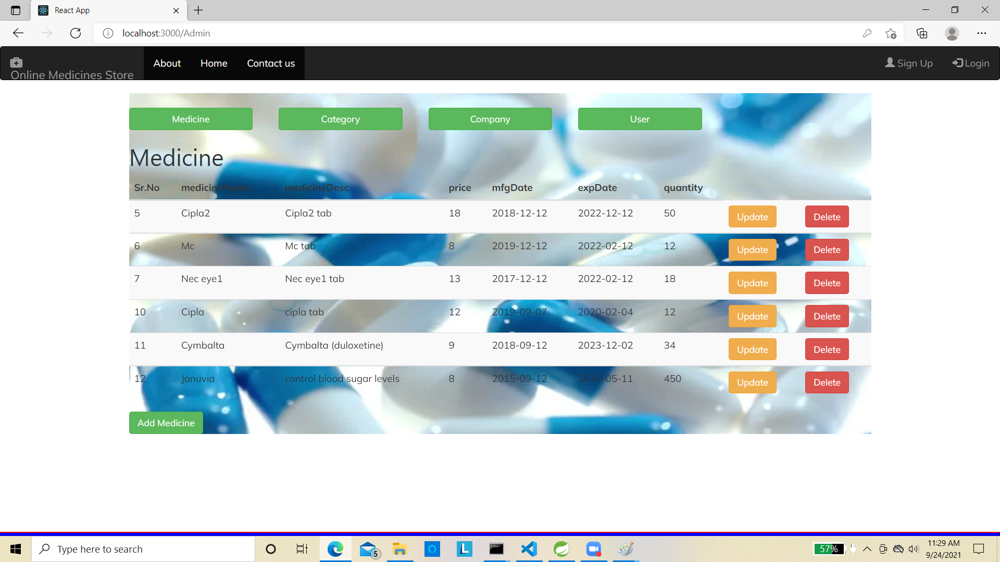 React App
localhost:3000/Admin
Online Medicines Store
About Home Contact us
Sign Up Login
Medicine Category Company User
Medicine
Sr.No medicineName medicineDesc price mfgDate expDate quantity
5 Cipla2 Cipla2 tab 18 2018-12-12 2022-12-12 50 Update Delete
6 Mc Mc tab 8 2019-12-12 2022-02-12 12 Update Delete
7 Nec eye1 Nec eye1 tab 13 2017-12-12 2022-02-12 18 Update Delete
10 Cipla cipla tab 12 2019-09-07 2020-02-04 12 Update Delete
11 Cymbalta Cymbalta (duloxetine) 9 2018-09-12 2023-12-02 34 Update Delete
12 Januvia control blood sugar levels 8 2015-09-12 2024-05-11 450 Update Delete
Add Medicine
Type here to search
5
L
57%
11:29 AM
9/24/2021